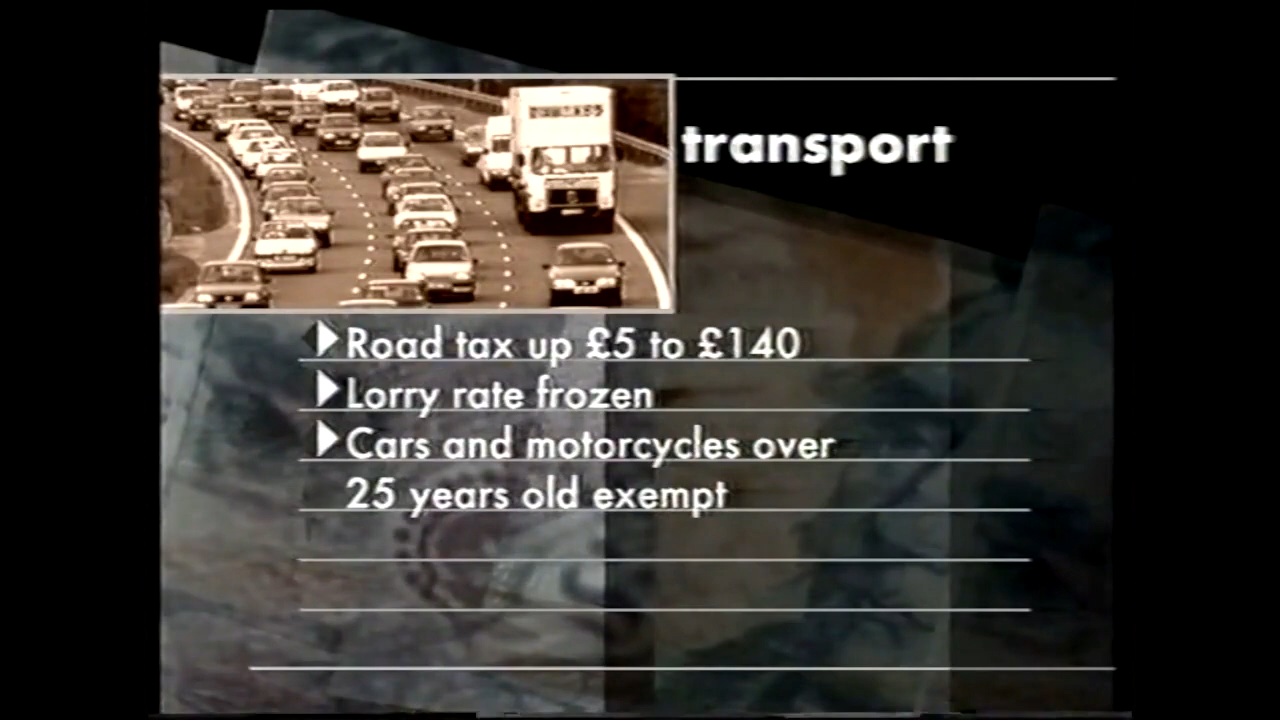 transport
Road tax up £5 to £140
Lorry rate frozen
Cars and motorcycles over
25 years old exempt